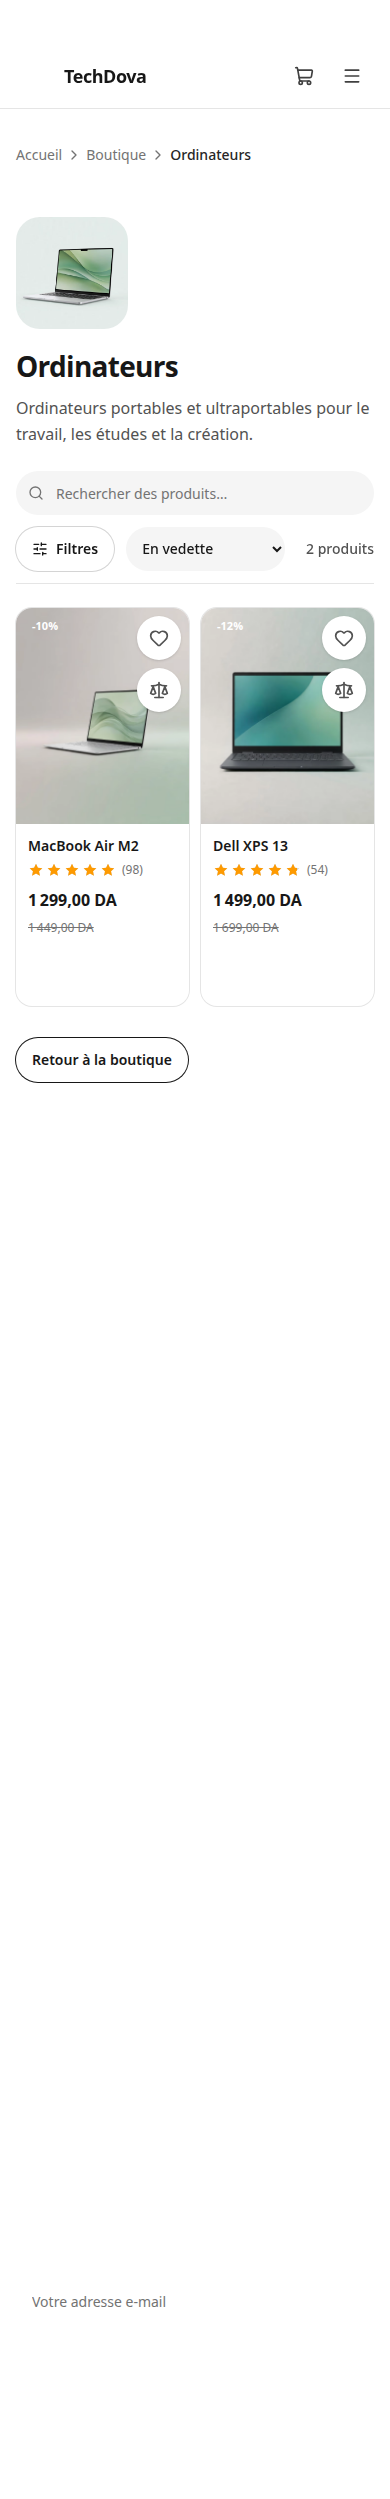 TechDova
Accueil > Boutique > Ordinateurs
Ordinateurs
Ordinateurs portables et ultraportables pour le
travail, les études et la création.
Rechercher des produits...
Filtres
En vedette
2 produits
-10%
-12%
MacBook Air M2
(98)
1 299,00 DA
1 449,00 DA
Dell XPS 13
(54)
1 499,00 DA
1 699,00 DA
Retour à la boutique
Votre adresse e-mail